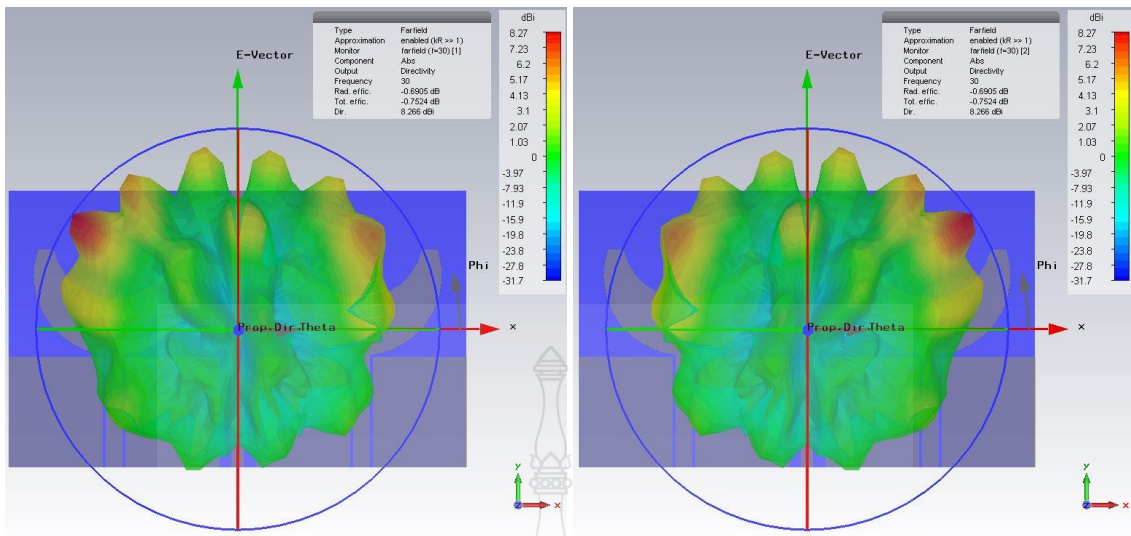 Type Farfield
Approximation enabled (kR >> 1)
Monitor farfield (f=30) [1]
Component Abs
Output Directivity
Frequency 30
Rad. effic. -0.6905 dB
Tot. effic. -0.7524 dB
Dir. 8.266 dBi
dBi
8.27
7.23
6.2
5.17
4.13
3.1
2.07
1.03
0
-3.97
-7.93
-11.9
-15.9
-19.8
-23.8
-27.8
-31.7
E-Vector
Phi
x
Prop.Dir.Theta
y
z x
Type Farfield
Approximation enabled (kR >> 1)
Monitor farfield (f=30) [2]
Component Abs
Output Directivity
Frequency 30
Rad. effic. -0.6905 dB
Tot. effic. -0.7524 dB
Dir. 8.266 dBi
dBi
8.27
7.23
6.2
5.17
4.13
3.1
2.07
1.03
0
-3.97
-7.93
-11.9
-15.9
-19.8
-23.8
-27.8
-31.7
E-Vector
Phi
x
Prop.Dir.Theta
y
z x